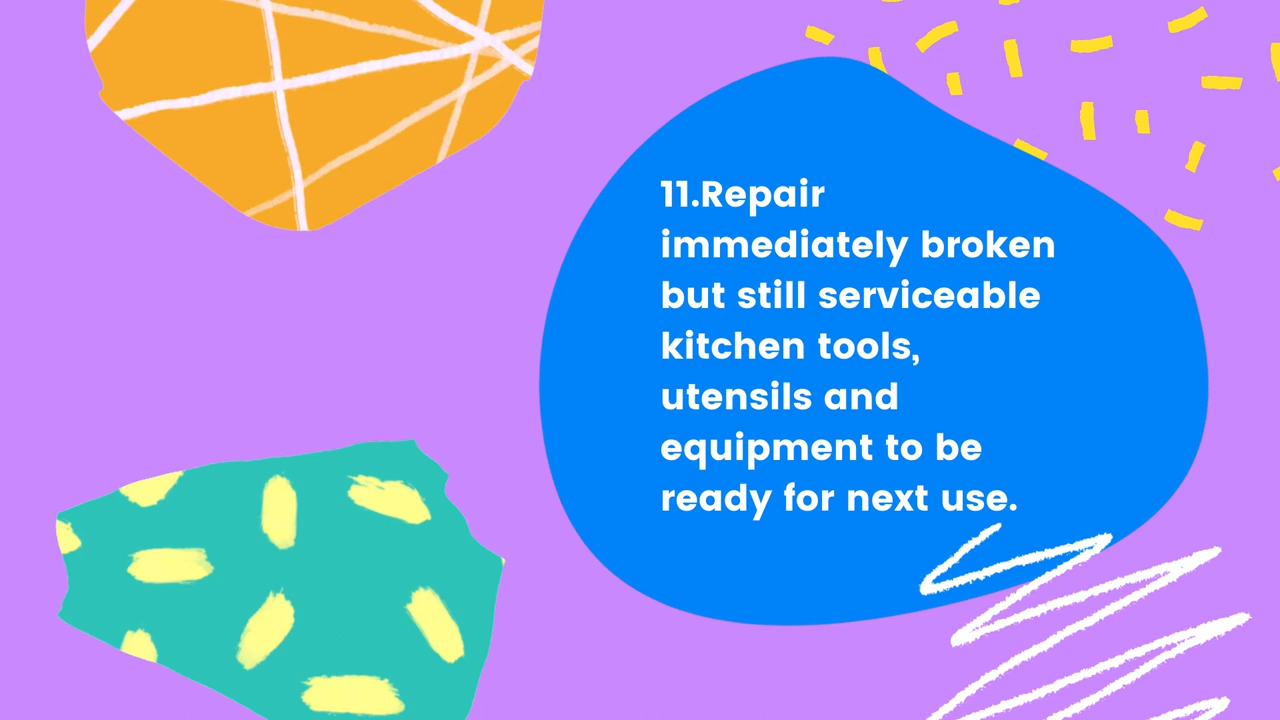 11.Repair
immediately broken
but still serviceable
kitchen tools,
utensils and
equipment to be
ready for next use.